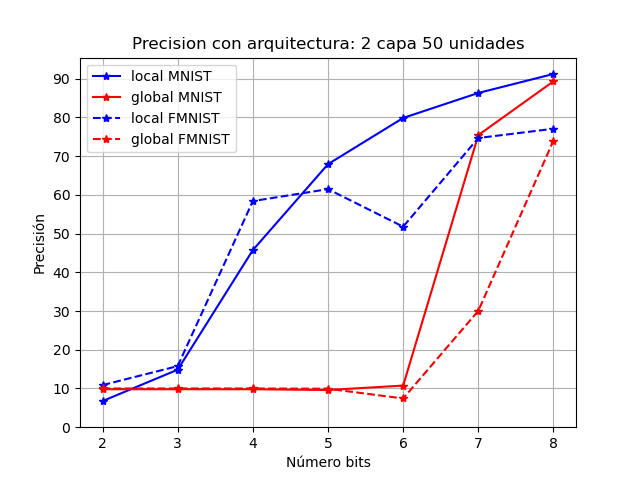 Precision con arquitectura: 2 capa 50 unidades
local MNIST
global MNIST
local FMNIST
global FMNIST
90
80
70
60
50
40
30
20
10
0
Precisión
2 3 4 5 6 7 8
Número bits